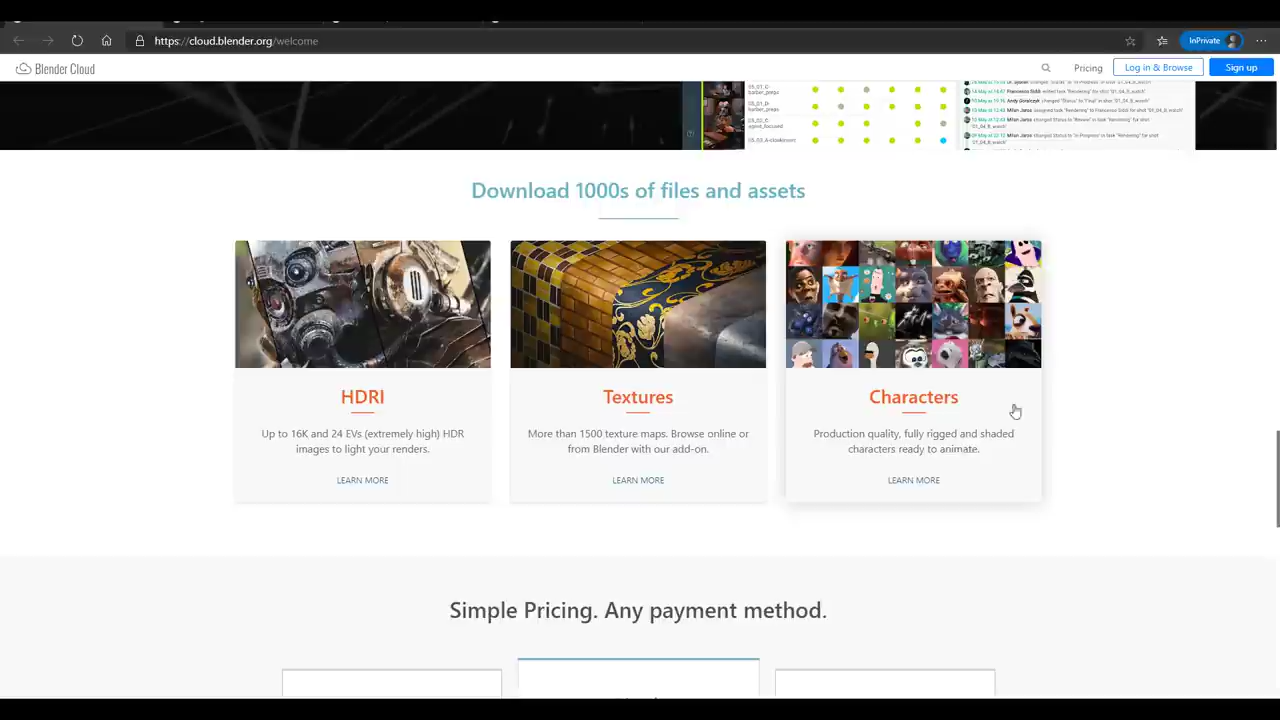 https://cloud.blender.org/welcome
InPrivate
Blender Cloud
Pricing
Log in & Browse
Sign up
Download 1000s of files and assets
HDRI
Up to 16K and 24 EVs (extremely high) HDR
images to light your renders.
LEARN MORE
Textures
More than 1500 texture maps. Browse online or
from Blender with our add-on.
LEARN MORE
Characters
Production quality, fully rigged and shaded
characters ready to animate.
LEARN MORE
Simple Pricing. Any payment method.